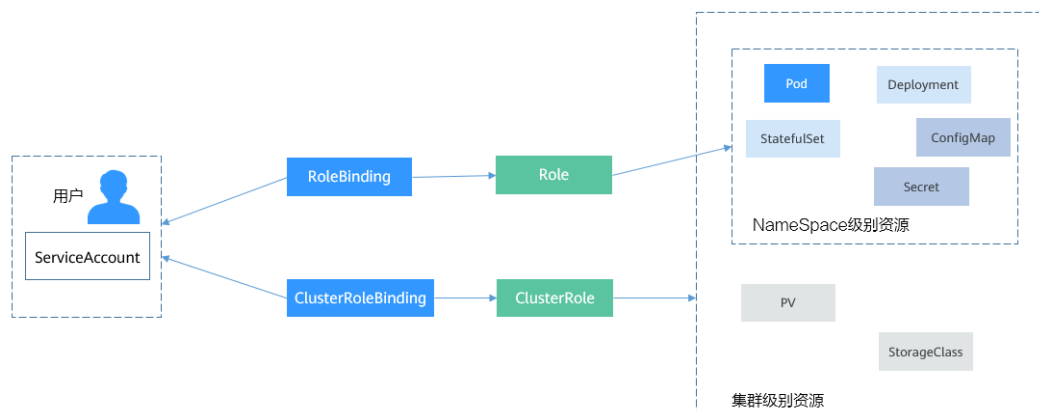 用户
ServiceAccount
RoleBinding
Role
ClusterRoleBinding
ClusterRole
Pod
Deployment
StatefulSet
ConfigMap
Secret
NameSpace级别资源
PV
StorageClass
集群级别资源